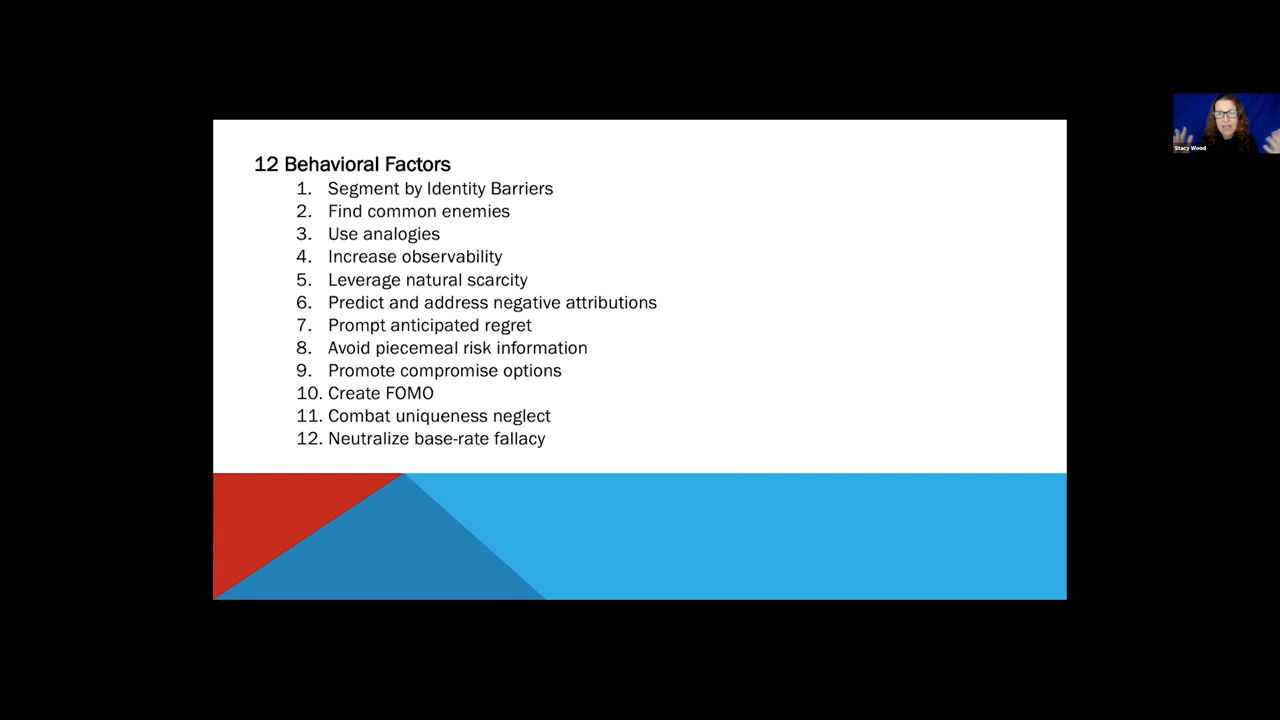 12 Behavioral Factors
1. Segment by Identity Barriers
2. Find common enemies
3. Use analogies
4. Increase observability
5. Leverage natural scarcity
6. Predict and address negative attributions
7. Prompt anticipated regret
8. Avoid piecemeal risk information
9. Promote compromise options
10. Create FOMO
11. Combat uniqueness neglect
12. Neutralize base-rate fallacy
Stacy Wood